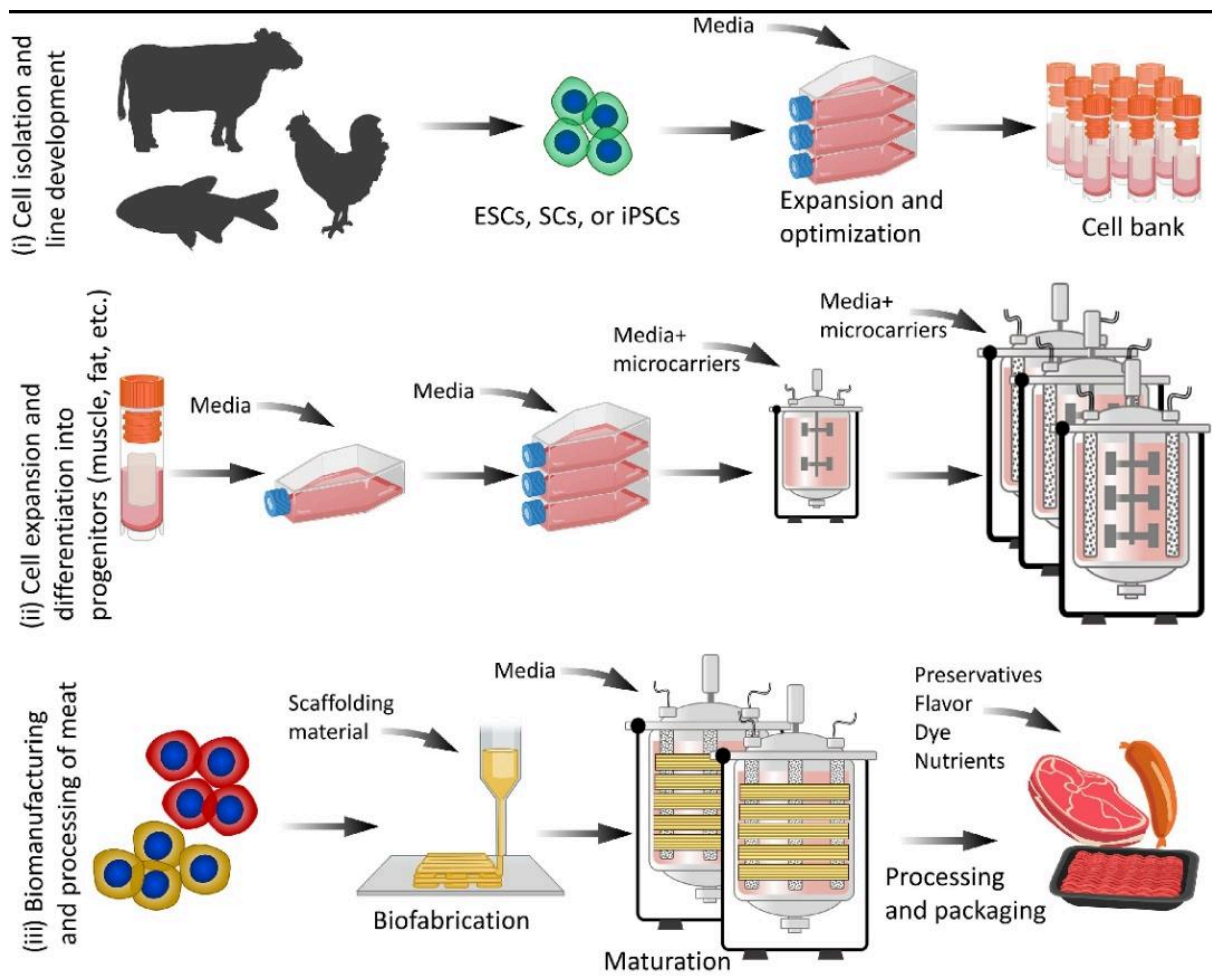 (i) Cell isolation and
line development
Media
ESCs, SCs, or iPSCs
Expansion and
optimization
Cell bank
(ii) Cell expansion and
differentiation into
progenitors (muscle, fat, etc.)
Media
Media
Media+
microcarriers
Media+
microcarriers
(iii) Biomanufacturing
and processing of meat
Scaffolding
material
Biofabrication
Media
Maturation
Preservatives
Flavor
Dye
Nutrients
Processing
and packaging